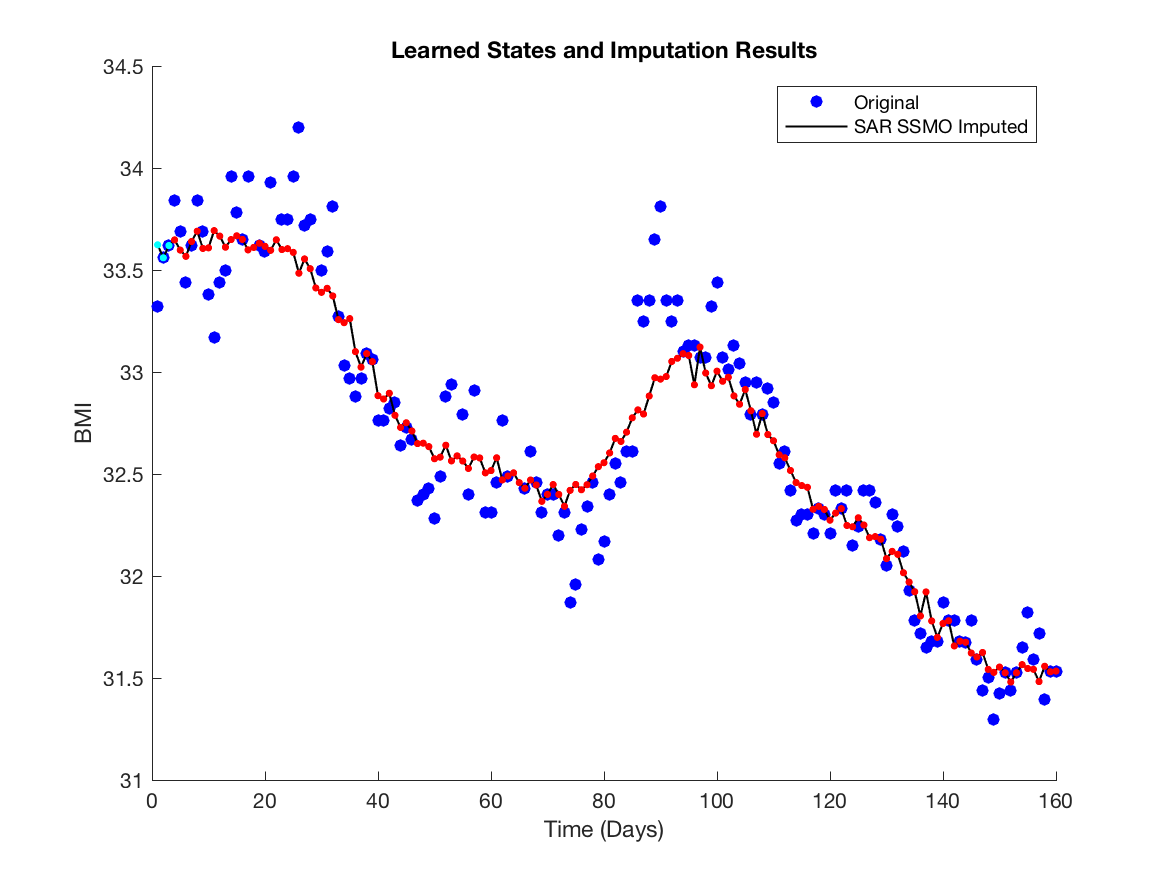 Learned States and Imputation Results
34.5
34
33.5
33
32.5
32
31.5
31
BMI
Original
SAR SSMO Imputed
0 20 40 60 80 100 120 140 160
Time (Days)